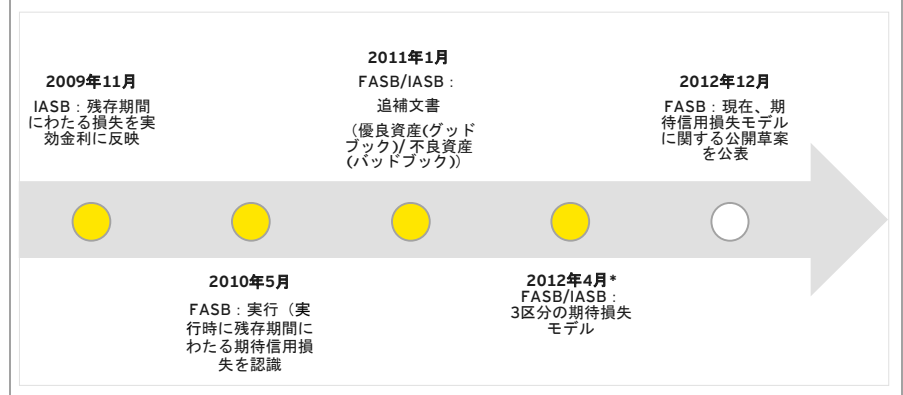 2009年11月
IASB：残存期間
にわたる損失を実
効金利に反映
2010年5月
FASB：実行（実
行時に残存期間に
わたる期待信用損
失を認識
2011年1月
FASB/IASB：
追補文書
（優良資産(グッド
ブック)/ 不良資産
(バッドブック)）
2012年4月*
FASB/IASB：
3区分の期待損失
モデル
2012年12月
FASB：現在、期
待信用損失モデル
に関する公開草案
を公表